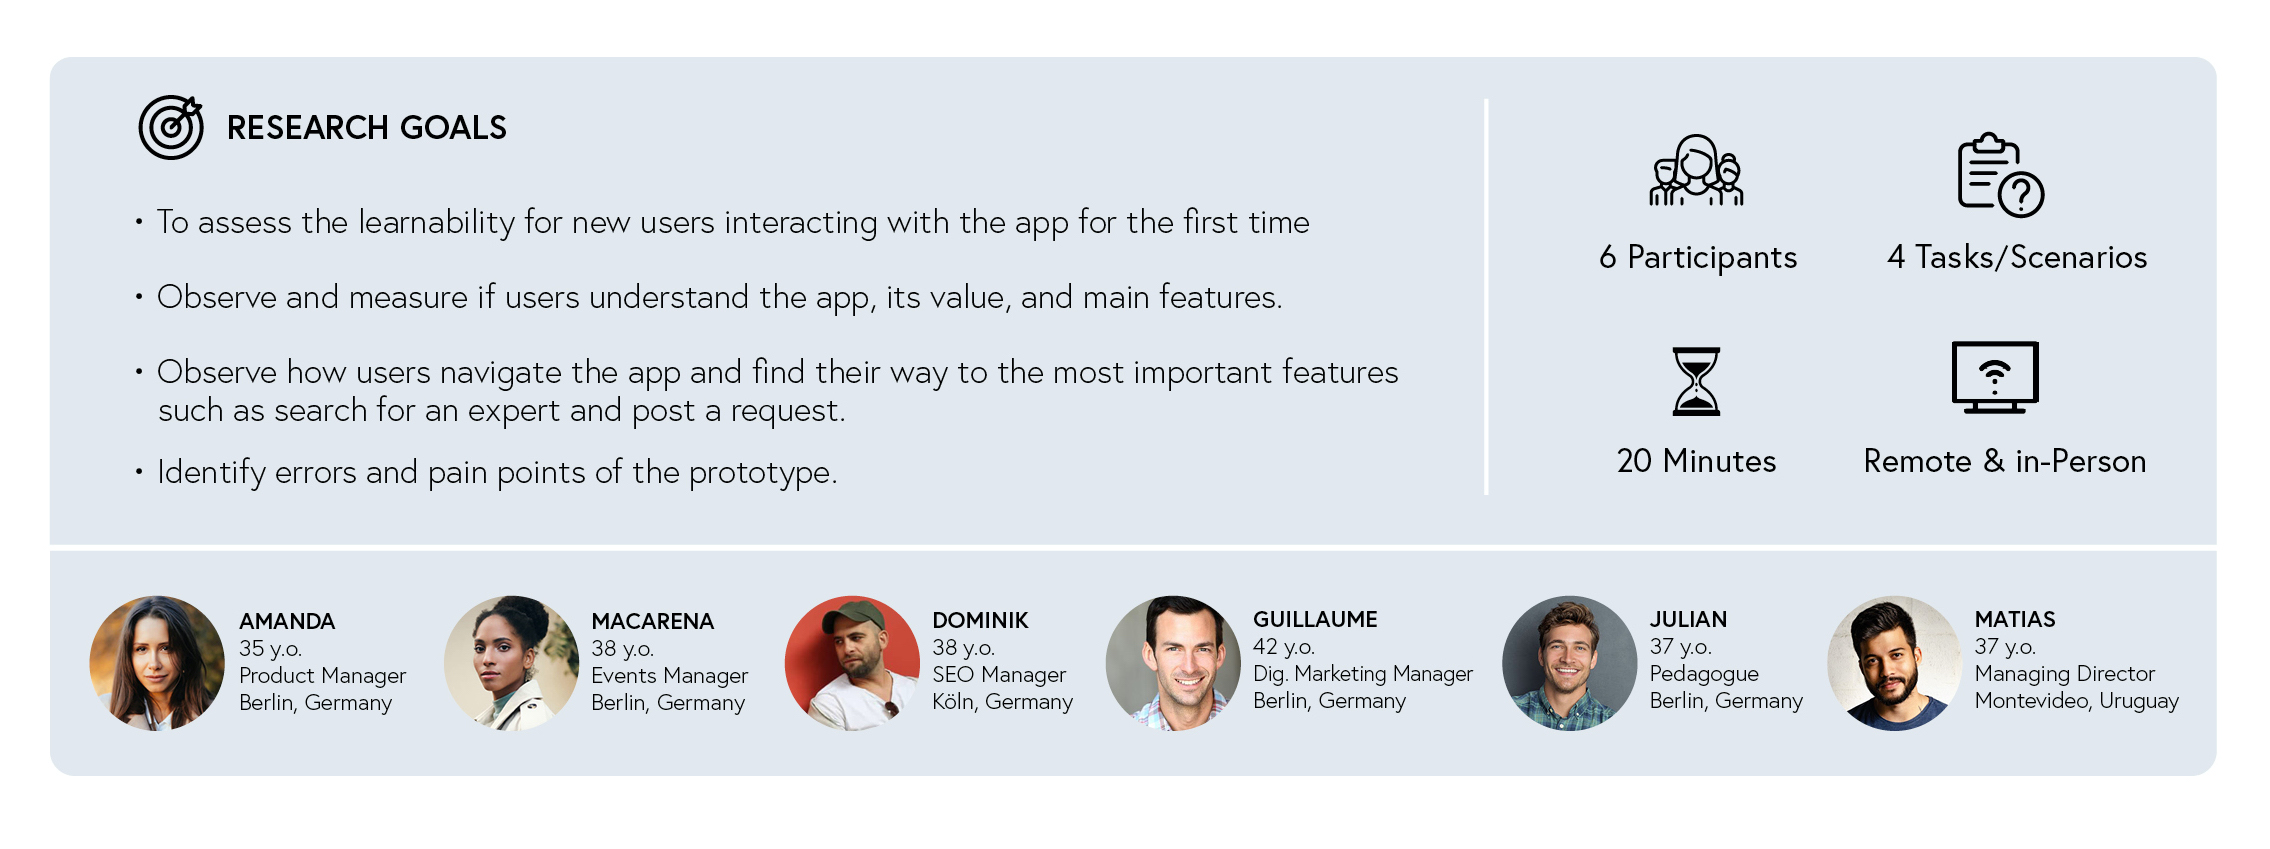 RESEARCH GOALS
• To assess the learnability for new users interacting with the app for the first time
• Observe and measure if users understand the app, its value, and main features.
• Observe how users navigate the app and find their way to the most important features
such as search for an expert and post a request.
• Identify errors and pain points of the prototype.
6 Participants
4 Tasks/Scenarios
20 Minutes
Remote & in-Person
AMANDA
35 y.o.
Product Manager
Berlin, Germany
MACARENA
38 y.o.
Events Manager
Berlin, Germany
DOMINIK
38 y.o.
SEO Manager
Köln, Germany
GUILLAUME
42 y.o.
Dig. Marketing Manager
Berlin, Germany
JULIAN
37 y.o.
Pedagogue
Berlin, Germany
MATIAS
37 y.o.
Managing Director
Montevideo, Uruguay